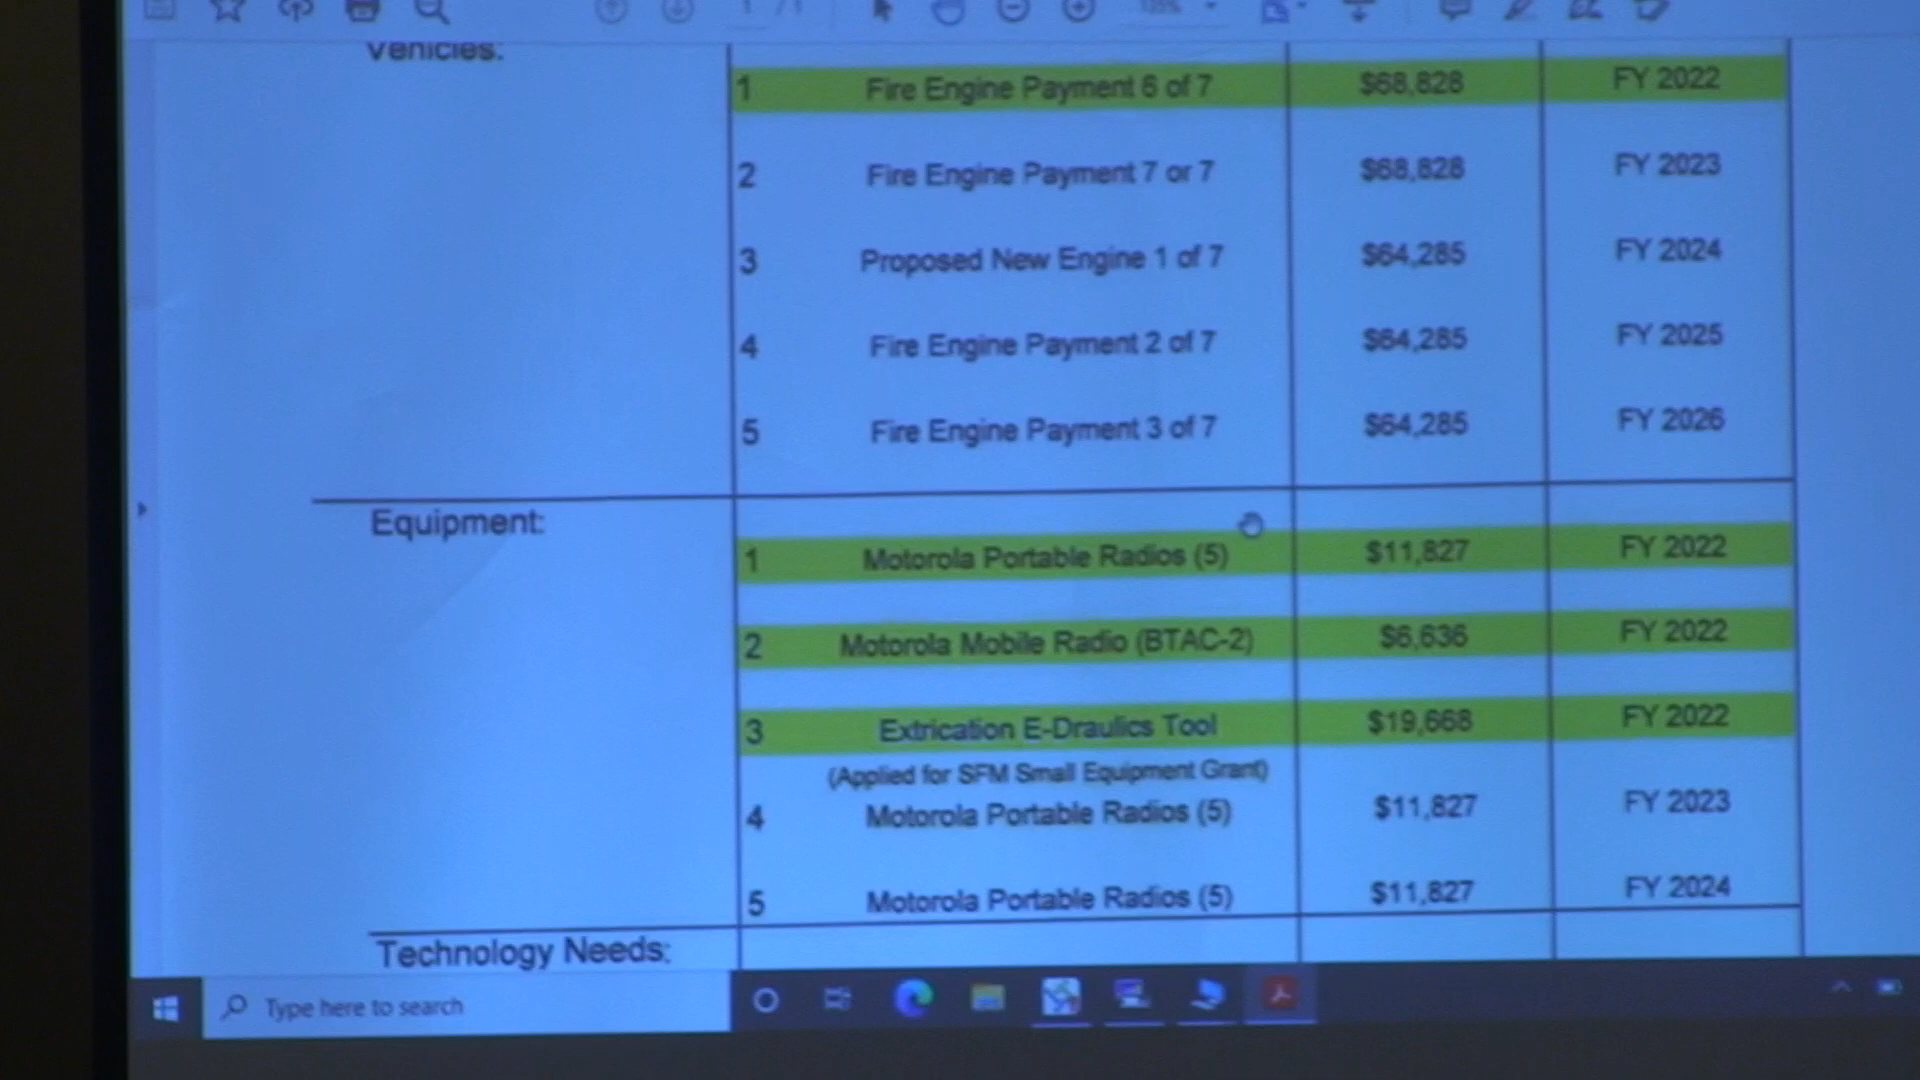 1 / 1
Vehicles:
1 Fire Engine Payment 6 of 7 $68,828 FY 2022
2 Fire Engine Payment 7 or 7 $68,828 FY 2023
3 Proposed New Engine 1 of 7 $64,285 FY 2024
4 Fire Engine Payment 2 of 7 $64,285 FY 2025
5 Fire Engine Payment 3 of 7 $64,285 FY 2026
Equipment:
1 Motorola Portable Radios (5) $11,827 FY 2022
2 Motorola Mobile Radio (BTAC-2) $6,636 FY 2022
3 Extrication E-Draulics Tool $19,668 FY 2022
(Applied for SFM Small Equipment Grant)
4 Motorola Portable Radios (5) $11,827 FY 2023
5 Motorola Portable Radios (5) $11,827 FY 2024
Technology Needs:
Type here to search